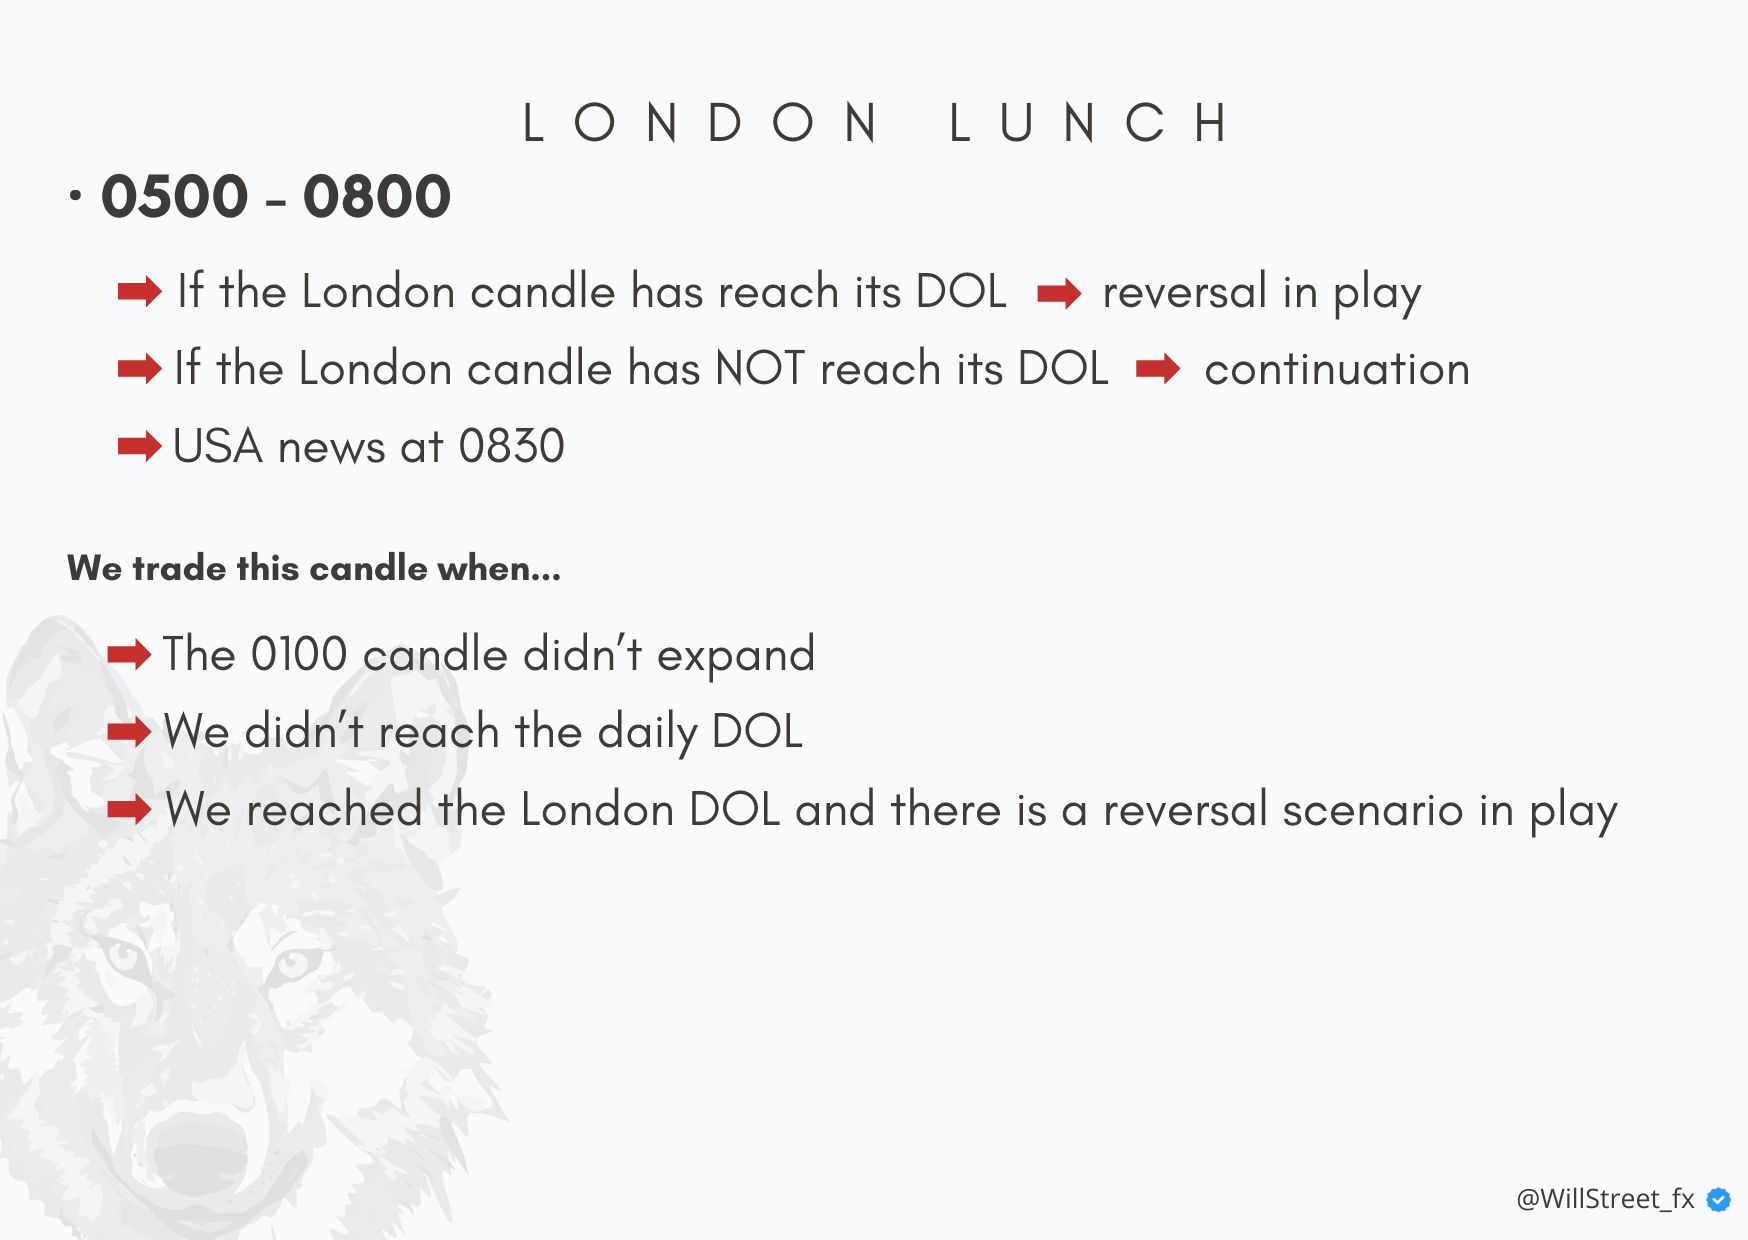 LONDON LUNCH
• 0500 - 0800
If the London candle has reach its DOL reversal in play
If the London candle has NOT reach its DOL continuation
USA news at 0830
We trade this candle when...
The 0100 candle didn't expand
We didn't reach the daily DOL
We reached the London DOL and there is a reversal scenario in play
@WillStreet_fx